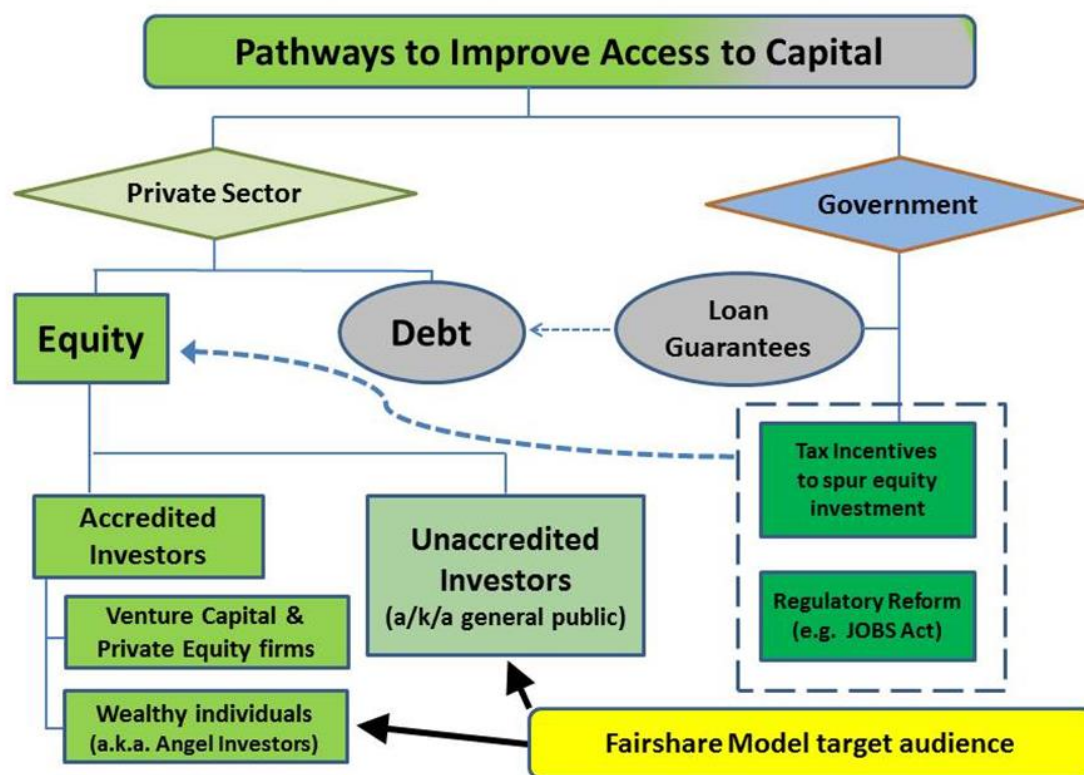 Pathways to Improve Access to Capital
Private Sector
Government
Equity
Debt
Loan
Guarantees
Tax Incentives
to spur equity
investment
Accredited
Investors
Unaccredited
Investors
(a/k/a general public)
Regulatory Reform
(e.g. JOBS Act)
Venture Capital &
Private Equity firms
Wealthy individuals
(a.k.a. Angel Investors)
Fairshare Model target audience